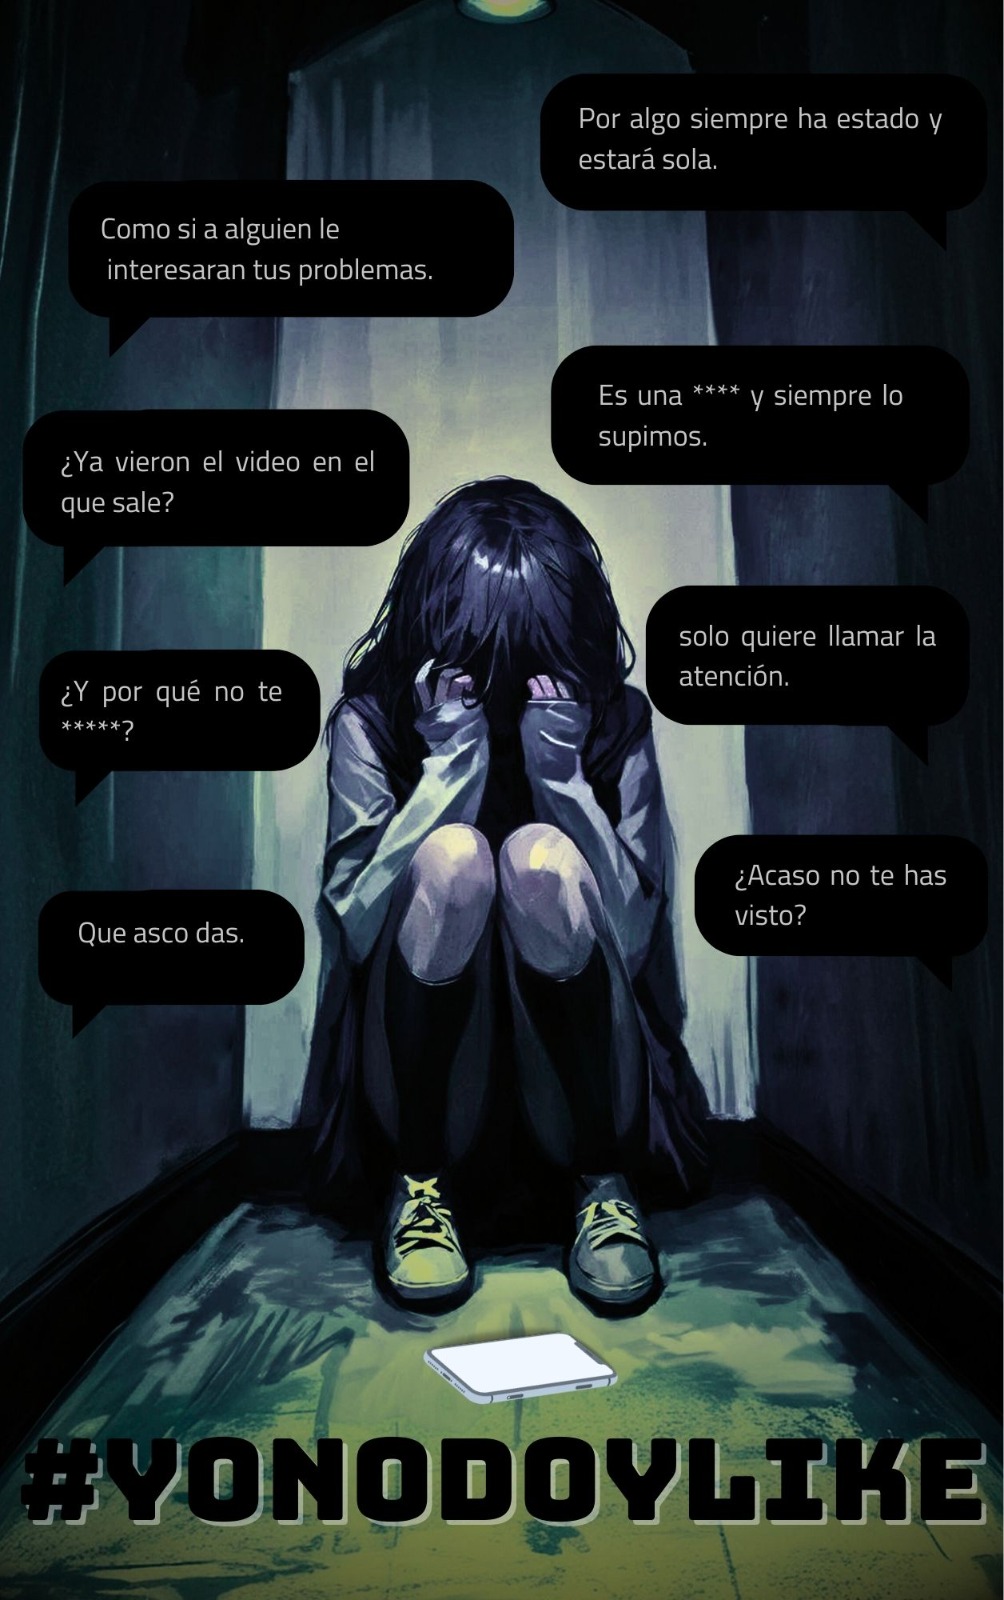 Por algo siempre ha estado y
estará sola.
Como si a alguien le
interesaran tus problemas.
Es una **** y siempre lo
supimos.
¿Ya vieron el video en el
que sale?
solo quiere llamar la
atención.
¿Y por qué no te
*****?
¿Acaso no te has
visto?
Que asco das.
#YONODOYLIKE